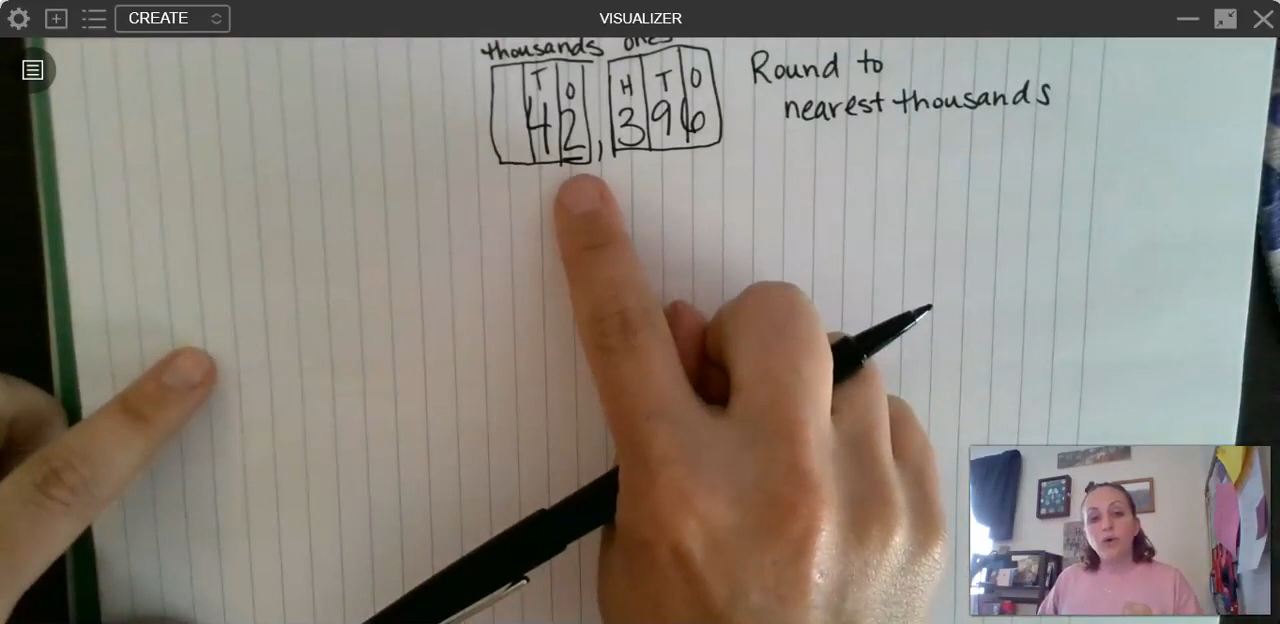 CREATE
VISUALIZER
thousands ones
T O H T O
42,396
Round to
nearest thousands